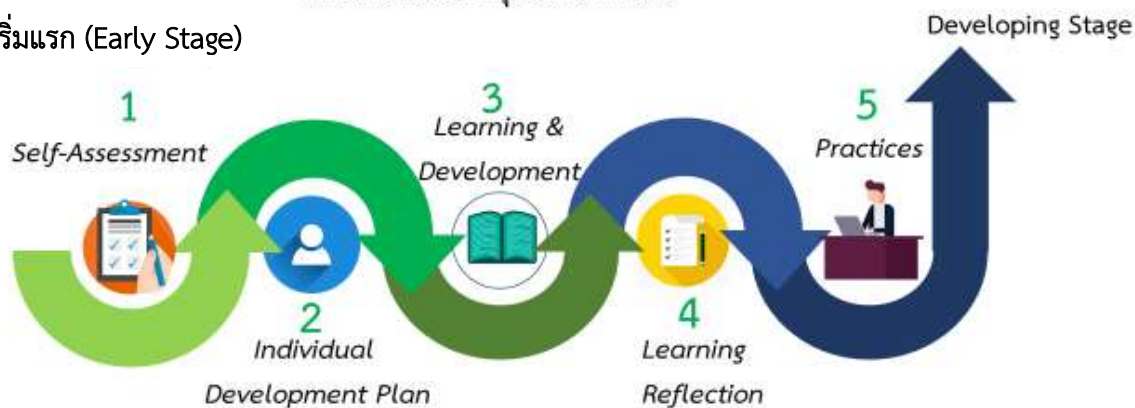 ริ่มแรก (Early Stage)
Developing Stage
1
Self-Assessment
2
Individual
Development Plan
3
Learning &
Development
4
Learning
Reflection
5
Practices